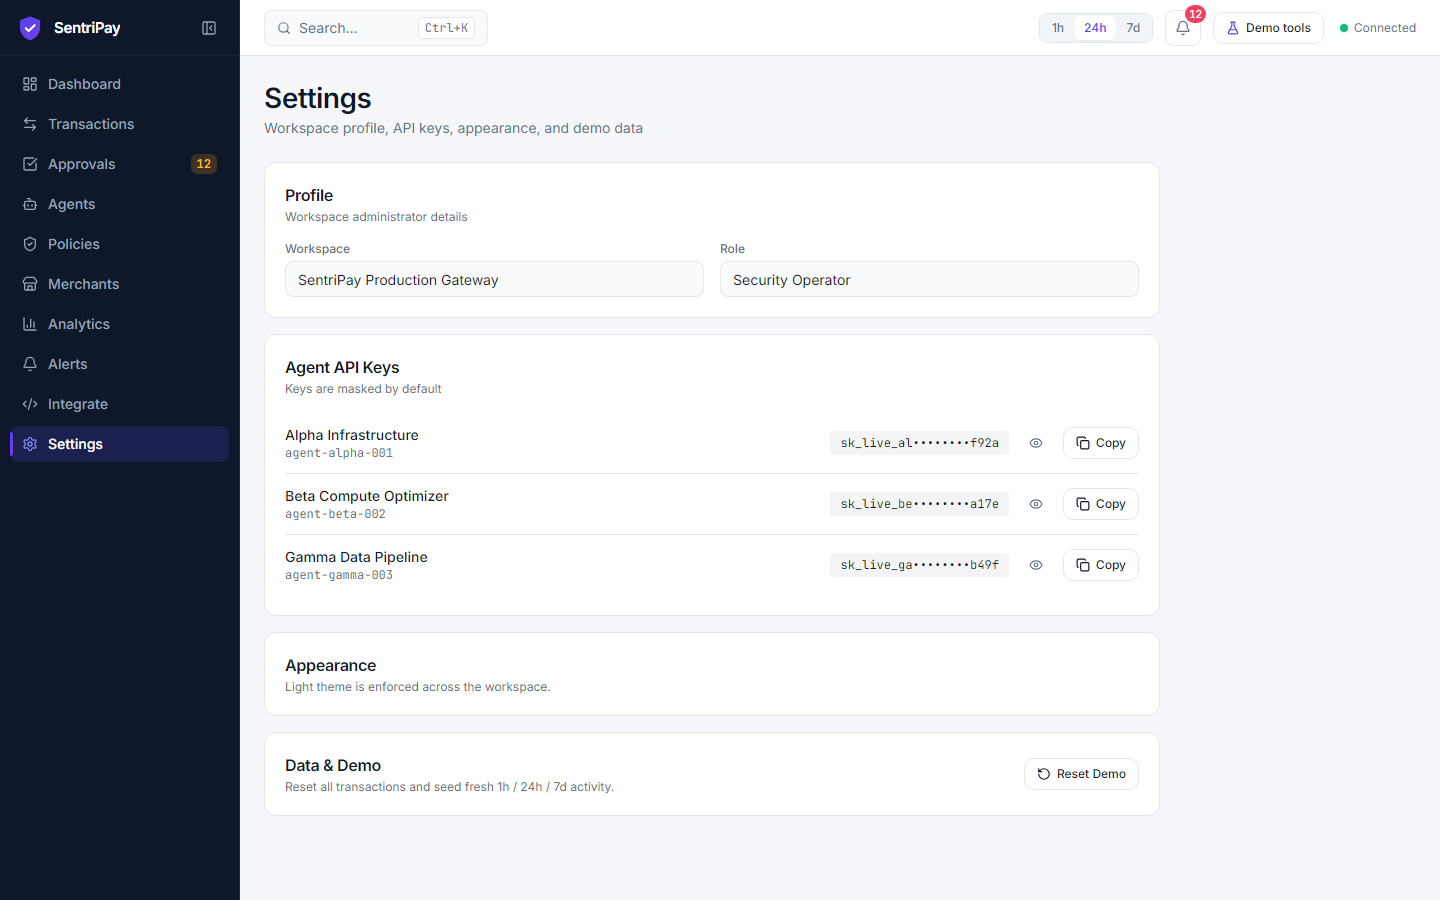 SentriPay
Search...
Ctrl+K
1h
24h
7d
12
Demo tools
Connected
Dashboard
Transactions
Approvals
12
Agents
Policies
Merchants
Analytics
Alerts
Integrate
Settings
Settings
Workspace profile, API keys, appearance, and demo data
Profile
Workspace administrator details
Workspace
Role
SentriPay Production Gateway
Security Operator
Agent API Keys
Keys are masked by default
Alpha Infrastructure
agent-alpha-001
sk_live_al••••••••f92a
Copy
Beta Compute Optimizer
agent-beta-002
sk_live_be••••••••a17e
Copy
Gamma Data Pipeline
agent-gamma-003
sk_live_ga••••••••b49f
Copy
Appearance
Light theme is enforced across the workspace.
Data & Demo
Reset all transactions and seed fresh 1h / 24h / 7d activity.
Reset Demo